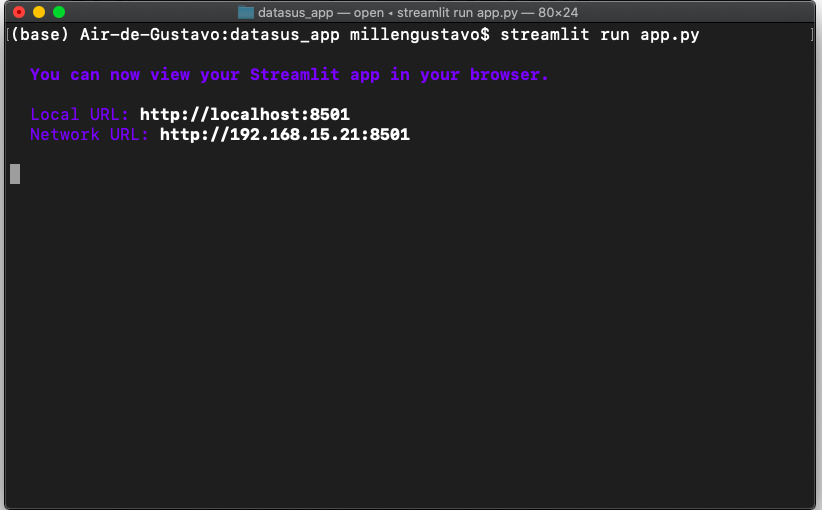 datasus_app — open ◂ streamlit run app.py — 80×24
[(base) Air-de-Gustavo:datasus_app millengustavo$ streamlit run app.py ]
You can now view your Streamlit app in your browser.
Local URL: http://localhost:8501
Network URL: http://192.168.15.21:8501